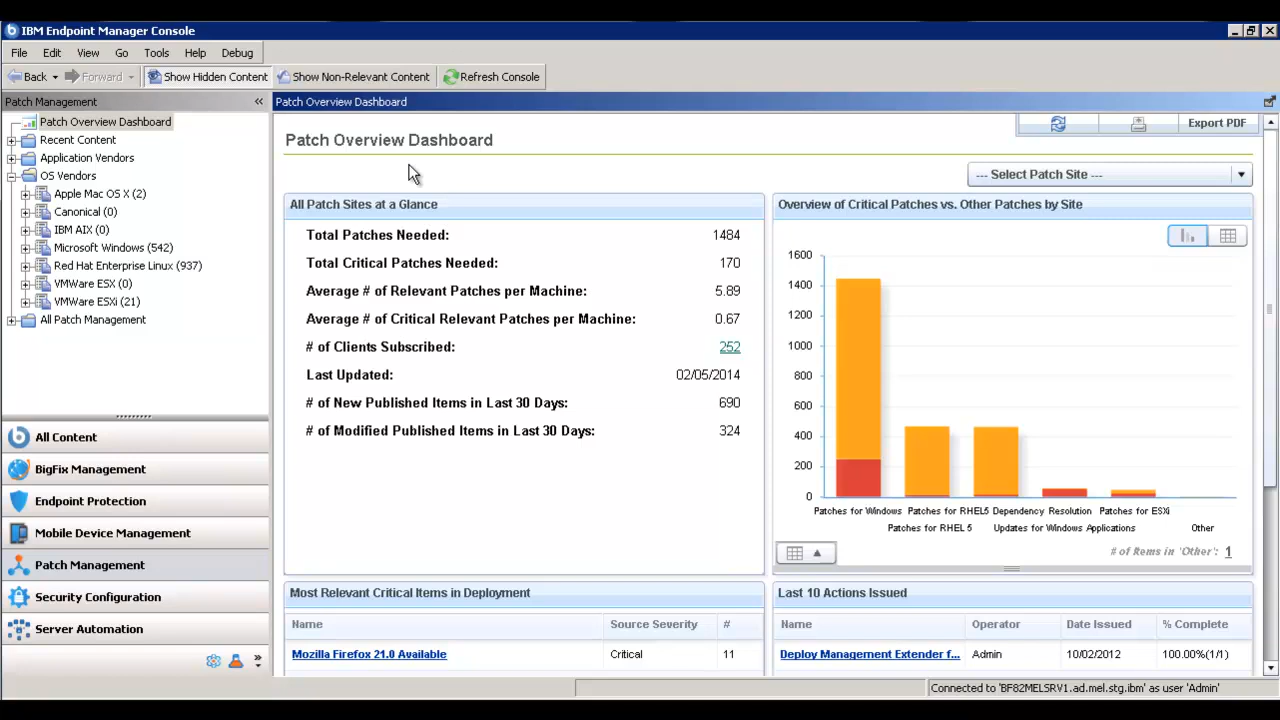 IBM Endpoint Manager Console
File Edit View Go Tools Help Debug
Back Forward Show Hidden Content Show Non-Relevant Content Refresh Console
Patch Management
Patch Overview Dashboard
Recent Content
Application Vendors
OS Vendors
Apple Mac OS X (2)
Canonical (0)
IBM AIX (0)
Microsoft Windows (542)
Red Hat Enterprise Linux (937)
VMWare ESX (0)
VMWare ESXi (21)
All Patch Management
All Content
BigFix Management
Endpoint Protection
Mobile Device Management
Patch Management
Security Configuration
Server Automation
Patch Overview Dashboard
Export PDF
Patch Overview Dashboard
--- Select Patch Site ---
All Patch Sites at a Glance
Total Patches Needed: 1484
Total Critical Patches Needed: 170
Average # of Relevant Patches per Machine: 5.89
Average # of Critical Relevant Patches per Machine: 0.67
# of Clients Subscribed: 252
Last Updated: 02/05/2014
# of New Published Items in Last 30 Days: 690
# of Modified Published Items in Last 30 Days: 324
Overview of Critical Patches vs. Other Patches by Site
1600
1400
1200
1000
800
600
400
200
0
Patches for Windows Patches for RHEL5 Dependency Resolution Patches for ESXi
Patches for RHEL 5 Updates for Windows Applications Other
# of Items in 'Other': 1
Most Relevant Critical Items in Deployment
Name Source Severity #
Mozilla Firefox 21.0 Available Critical 11
Last 10 Actions Issued
Name Operator Date Issued % Complete
Deploy Management Extender f... Admin 10/02/2012 100.00%(1/1)
Connected to 'BF82MELSRV1.ad.mel.stg.ibm' as user 'Admin'